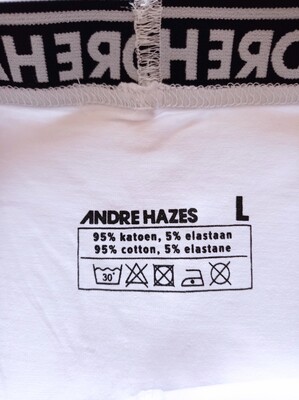 ANDRE HAZES L
95% katoen, 5% elastaan
95% cotton, 5% elastane
30°